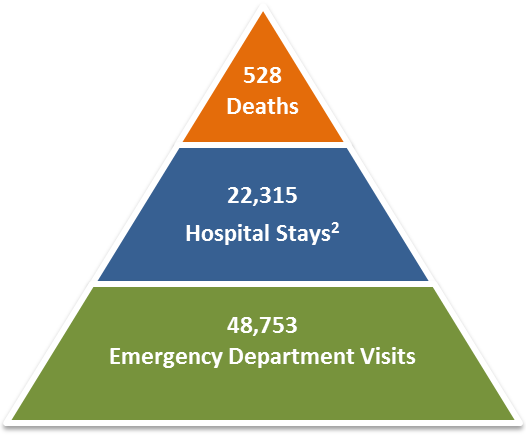 528
Deaths
22,315
Hospital Stays²
48,753
Emergency Department Visits